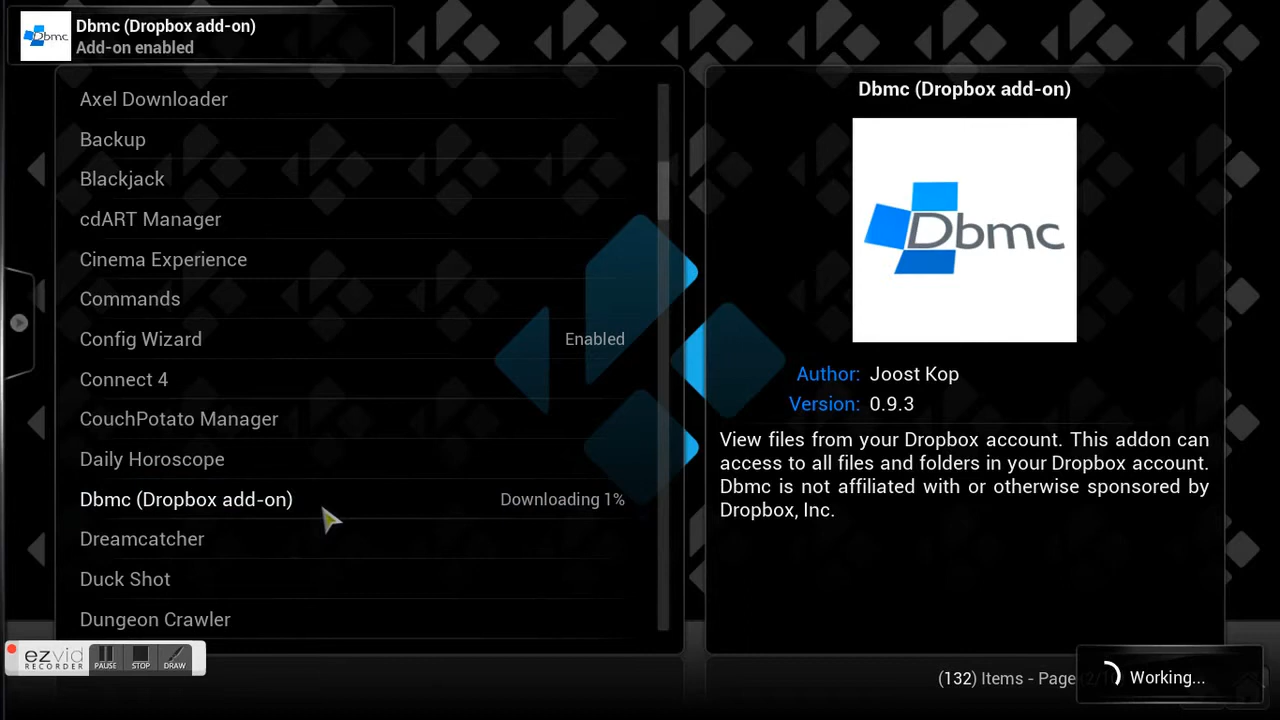 Dbmc
Dbmc (Dropbox add-on)
Add-on enabled
Axel Downloader
Backup
Blackjack
cdART Manager
Cinema Experience
Commands
Config Wizard Enabled
Connect 4
CouchPotato Manager
Daily Horoscope
Dbmc (Dropbox add-on) Downloading 1%
Dreamcatcher
Duck Shot
Dungeon Crawler
Dbmc (Dropbox add-on)
Dbmc
Author: Joost Kop
Version: 0.9.3
View files from your Dropbox account. This addon can
access to all files and folders in your Dropbox account.
Dbmc is not affiliated with or otherwise sponsored by
Dropbox, Inc.
ezvid
RECORDER
PAUSE STOP DRAW
(132) Items - Page
Working...